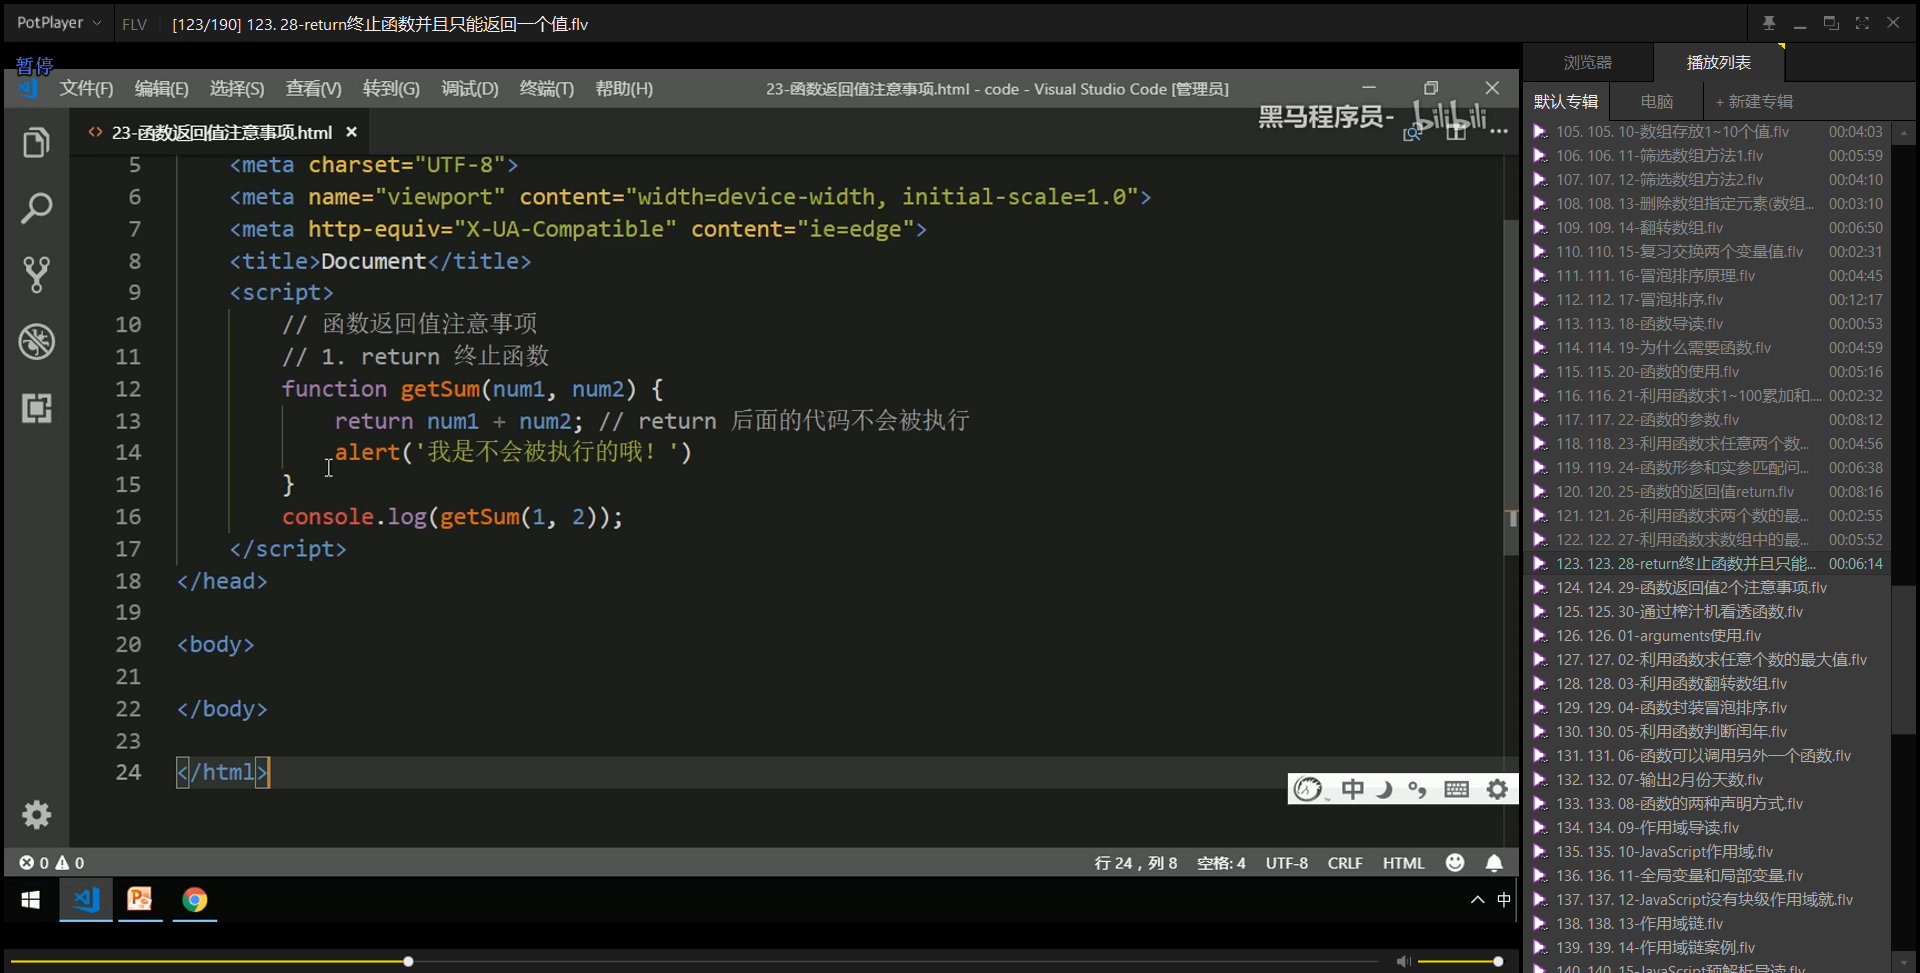 PotPlayer FLV [123/190] 123. 28-return终止函数并且只能返回一个值.flv
暂停
文件(F) 编辑(E) 选择(S) 查看(V) 转到(G) 调试(D) 终端(T) 帮助(H) 23-函数返回值注意事项.html - code - Visual Studio Code [管理员]
黑马程序员- bilibili
<> 23-函数返回值注意事项.html ×
5 <meta charset="UTF-8">
6 <meta name="viewport" content="width=device-width, initial-scale=1.0">
7 <meta http-equiv="X-UA-Compatible" content="ie=edge">
8 <title>Document</title>
9 <script>
10 // 函数返回值注意事项
11 // 1. return 终止函数
12 function getSum(num1, num2) {
13 return num1 + num2; // return 后面的代码不会被执行
14 alert('我是不会被执行的哦! ')
15 }
16 console.log(getSum(1, 2));
17 </script>
18 </head>
19
20 <body>
21
22 </body>
23
24 </html>
中
0 0 行 24，列 8 空格: 4 UTF-8 CRLF HTML
中
浏览器 播放列表
默认专辑 电脑 + 新建专辑
105. 105. 10-数组存放1~10个值.flv 00:04:03
106. 106. 11-筛选数组方法1.flv 00:05:59
107. 107. 12-筛选数组方法2.flv 00:04:10
108. 108. 13-删除数组指定元素(数组... 00:03:10
109. 109. 14-翻转数组.flv 00:06:50
110. 110. 15-复习交换两个变量值.flv 00:02:31
111. 111. 16-冒泡排序原理.flv 00:04:45
112. 112. 17-冒泡排序.flv 00:12:17
113. 113. 18-函数导读.flv 00:00:53
114. 114. 19-为什么需要函数.flv 00:04:59
115. 115. 20-函数的使用.flv 00:05:16
116. 116. 21-利用函数求1~100累加和.... 00:02:32
117. 117. 22-函数的参数.flv 00:08:12
118. 118. 23-利用函数求任意两个数... 00:04:56
119. 119. 24-函数形参和实参匹配问... 00:06:38
120. 120. 25-函数的返回值return.flv 00:08:16
121. 121. 26-利用函数求两个数的最... 00:02:55
122. 122. 27-利用函数求数组中的最... 00:05:52
123. 123. 28-return终止函数并且只能... 00:06:14
124. 124. 29-函数返回值2个注意事项.flv
125. 125. 30-通过榨汁机看透函数.flv
126. 126. 01-arguments使用.flv
127. 127. 02-利用函数求任意个数的最大值.flv
128. 128. 03-利用函数翻转数组.flv
129. 129. 04-函数封装冒泡排序.flv
130. 130. 05-利用函数判断闰年.flv
131. 131. 06-函数可以调用另外一个函数.flv
132. 132. 07-输出2月份天数.flv
133. 133. 08-函数的两种声明方式.flv
134. 134. 09-作用域导读.flv
135. 135. 10-JavaScript作用域.flv
136. 136. 11-全局变量和局部变量.flv
137. 137. 12-JavaScript没有块级作用域就.flv
138. 138. 13-作用域链.flv
139. 139. 14-作用域链案例.flv
140. 140. 15-JavaScript预解析导读.flv